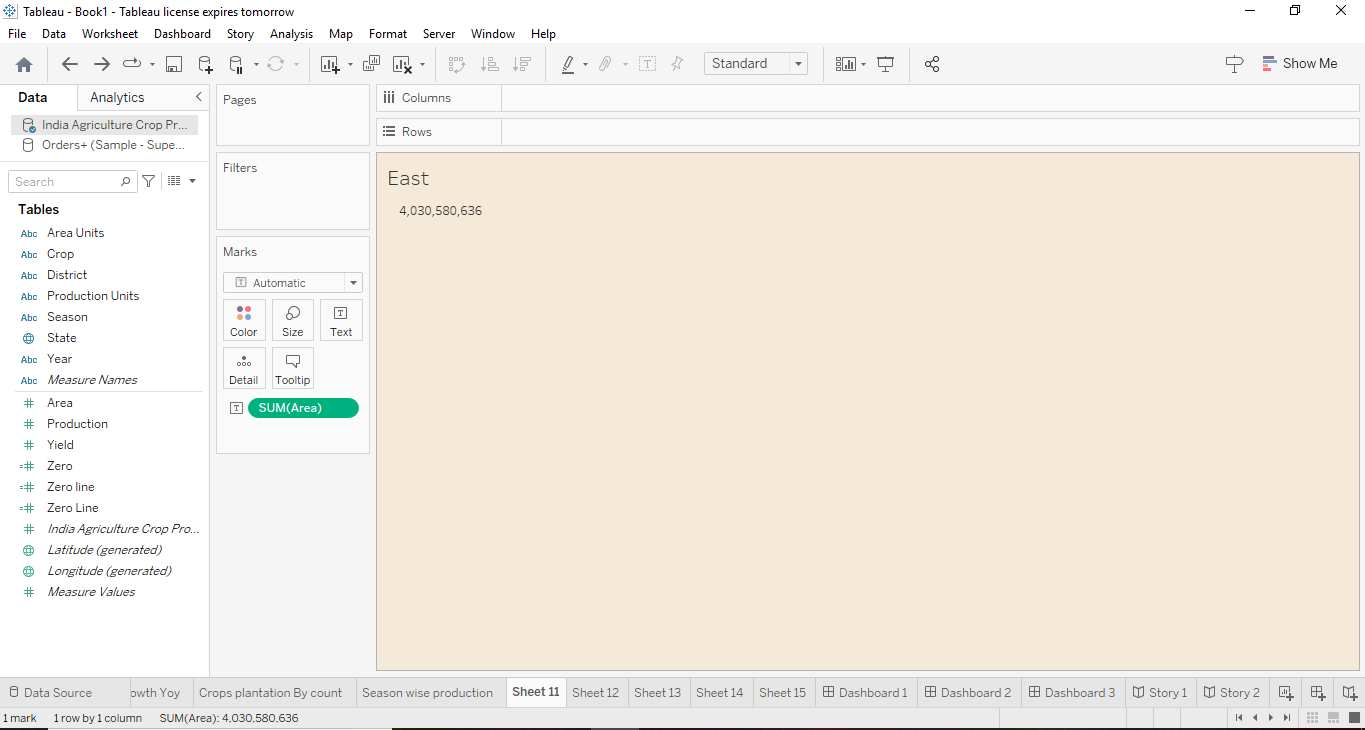 Tableau - Book1 - Tableau license expires tomorrow
File Data Worksheet Dashboard Story Analysis Map Format Server Window Help
Standard
Show Me
Data Analytics
India Agriculture Crop Pr...
Orders+ (Sample - Supe...
Search
Tables
Abc Area Units
Abc Crop
Abc District
Abc Production Units
Abc Season
State
Abc Year
Abc Measure Names
# Area
# Production
# Yield
=# Zero
=# Zero line
=# Zero Line
# India Agriculture Crop Pro...
Latitude (generated)
Longitude (generated)
# Measure Values
Pages
Filters
Marks
T Automatic
Color Size Text
Detail Tooltip
T SUM(Area)
Columns
Rows
East
4,030,580,636
Data Source owth Yoy Crops plantation By count Season wise production Sheet 11 Sheet 12 Sheet 13 Sheet 14 Sheet 15 Dashboard 1 Dashboard 2 Dashboard 3 Story 1 Story 2
1 mark 1 row by 1 column SUM(Area): 4,030,580,636